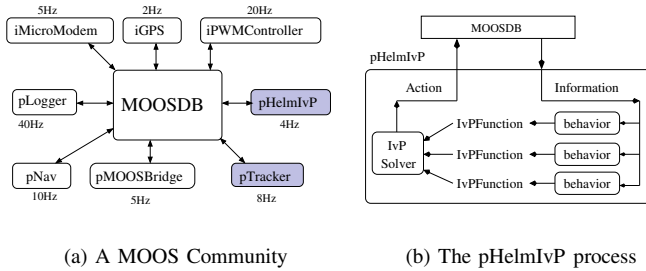 5Hz
2Hz
20Hz
iMicroModem
iGPS
iPWMController
pLogger
MOOSDB
pHelmIvP
40Hz
4Hz
pNav
pMOOSBridge
pTracker
10Hz
5Hz
8Hz
(a) A MOOS Community
MOOSDB
pHelmIvP
Action
Information
IvPFunction
behavior
IvP
Solver
IvPFunction
behavior
IvPFunction
behavior
(b) The pHelmIvP process